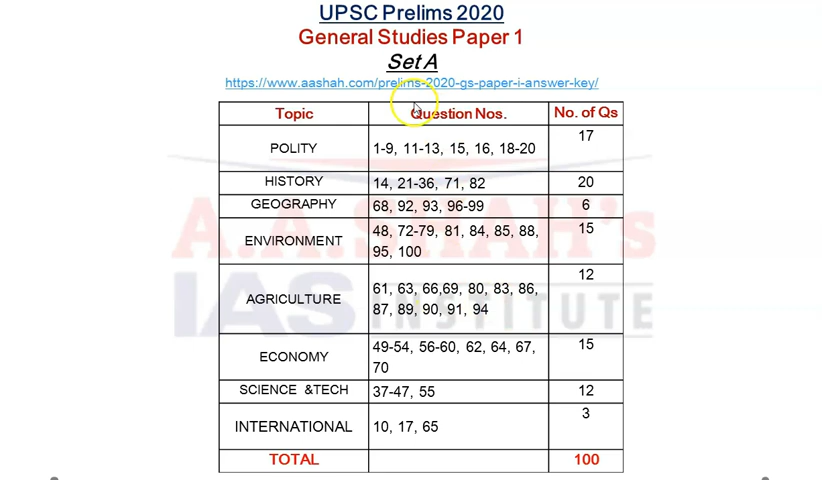 UPSC Prelims 2020
General Studies Paper 1
Set A
https://www.aashah.com/prelims-2020-gs-paper-i-answer-key/
Topic Question Nos. No. of Qs
POLITY 1-9, 11-13, 15, 16, 18-20 17
HISTORY 14, 21-36, 71, 82 20
GEOGRAPHY 68, 92, 93, 96-99 6
ENVIRONMENT 48, 72-79, 81, 84, 85, 88, 15
95, 100
AGRICULTURE 61, 63, 66,69, 80, 83, 86, 12
87, 89, 90, 91, 94
ECONOMY 49-54, 56-60, 62, 64, 67, 15
70
SCIENCE &TECH 37-47, 55 12
INTERNATIONAL 10, 17, 65 3
TOTAL 100
A.A.SHAH's
IAS INSTITUTE